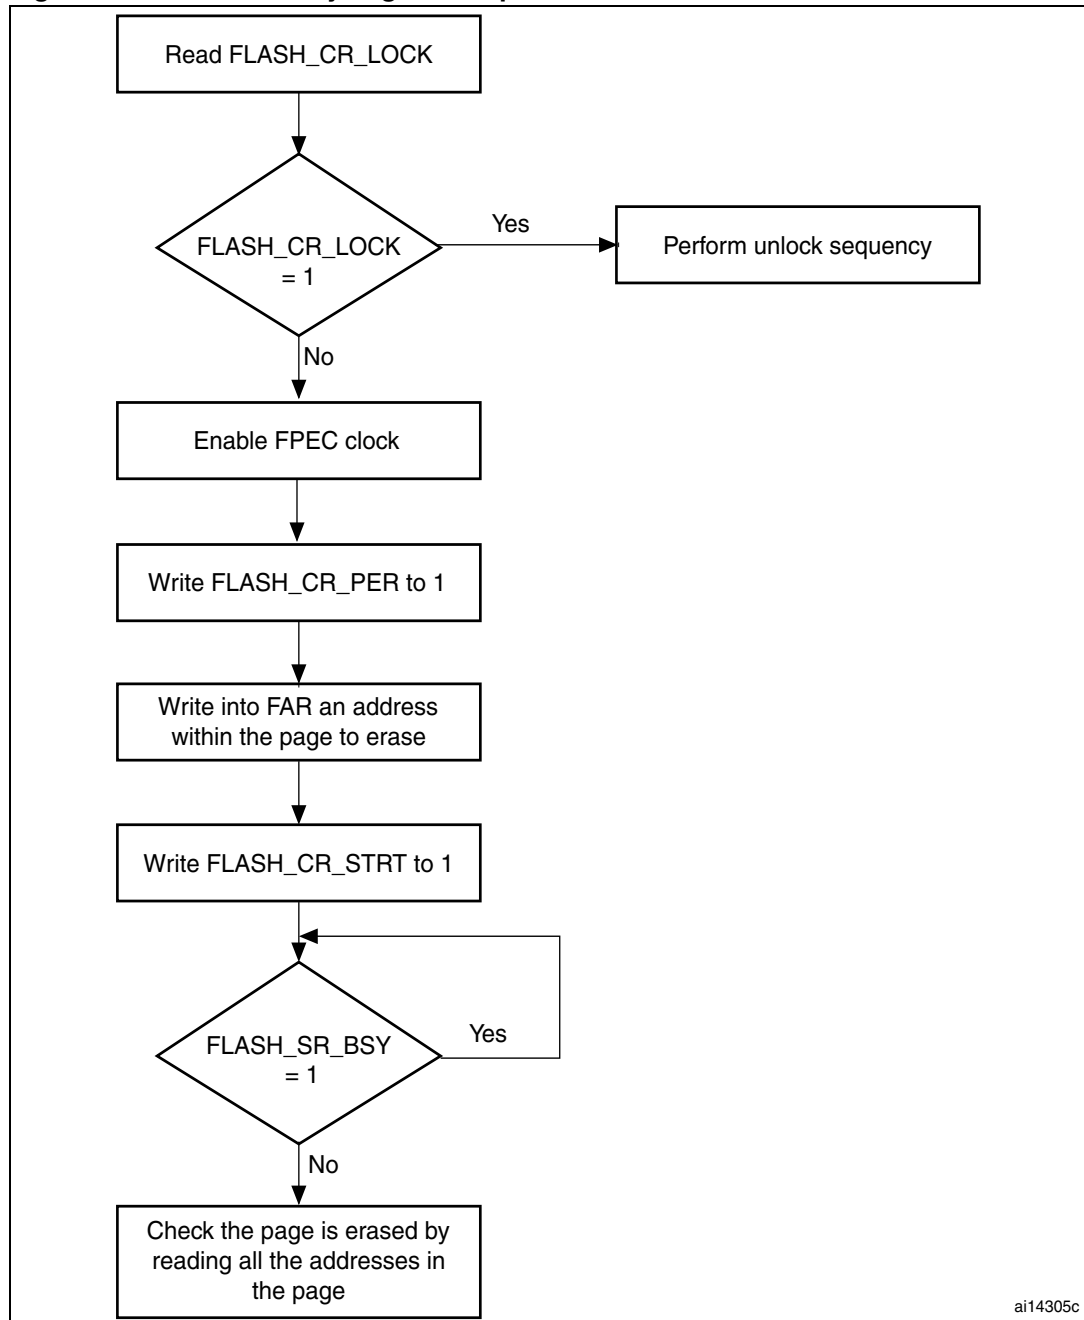 Read FLASH_CR_LOCK
FLASH_CR_LOCK
= 1
Yes
Perform unlock sequency
No
Enable FPEC clock
Write FLASH_CR_PER to 1
Write into FAR an address
within the page to erase
Write FLASH_CR_STRT to 1
FLASH_SR_BSY
= 1
Yes
No
Check the page is erased by
reading all the addresses in
the page
ai14305c